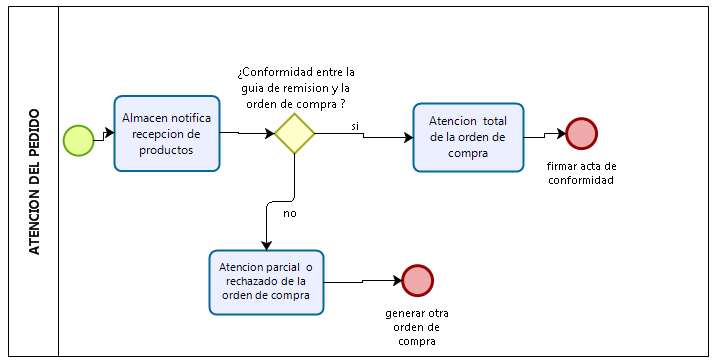 ATENCION DEL PEDIDO
Almacen notifica
recepcion de
productos
¿Conformidad entre la
guia de remision y la
orden de compra ?
si
Atencion total
de la orden de
compra
firmar acta de
conformidad
no
Atencion parcial o
rechazado de la
orden de compra
generar otra
orden de
compra